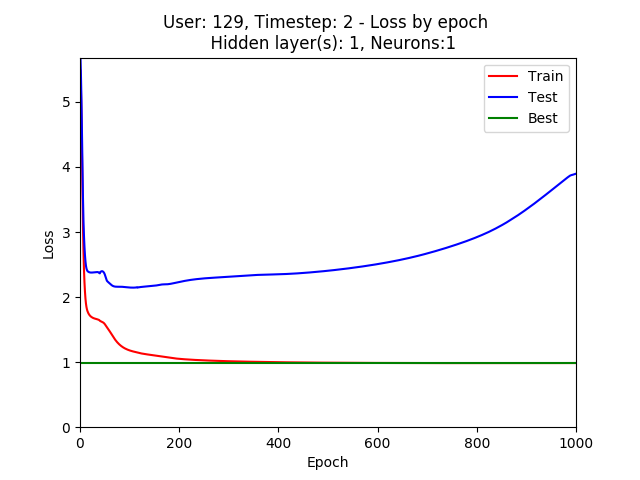 User: 129, Timestep: 2 - Loss by epoch
Hidden layer(s): 1, Neurons:1
Train
Test
Best
5
4
3
2
1
0
Loss
0 200 400 600 800 1000
Epoch